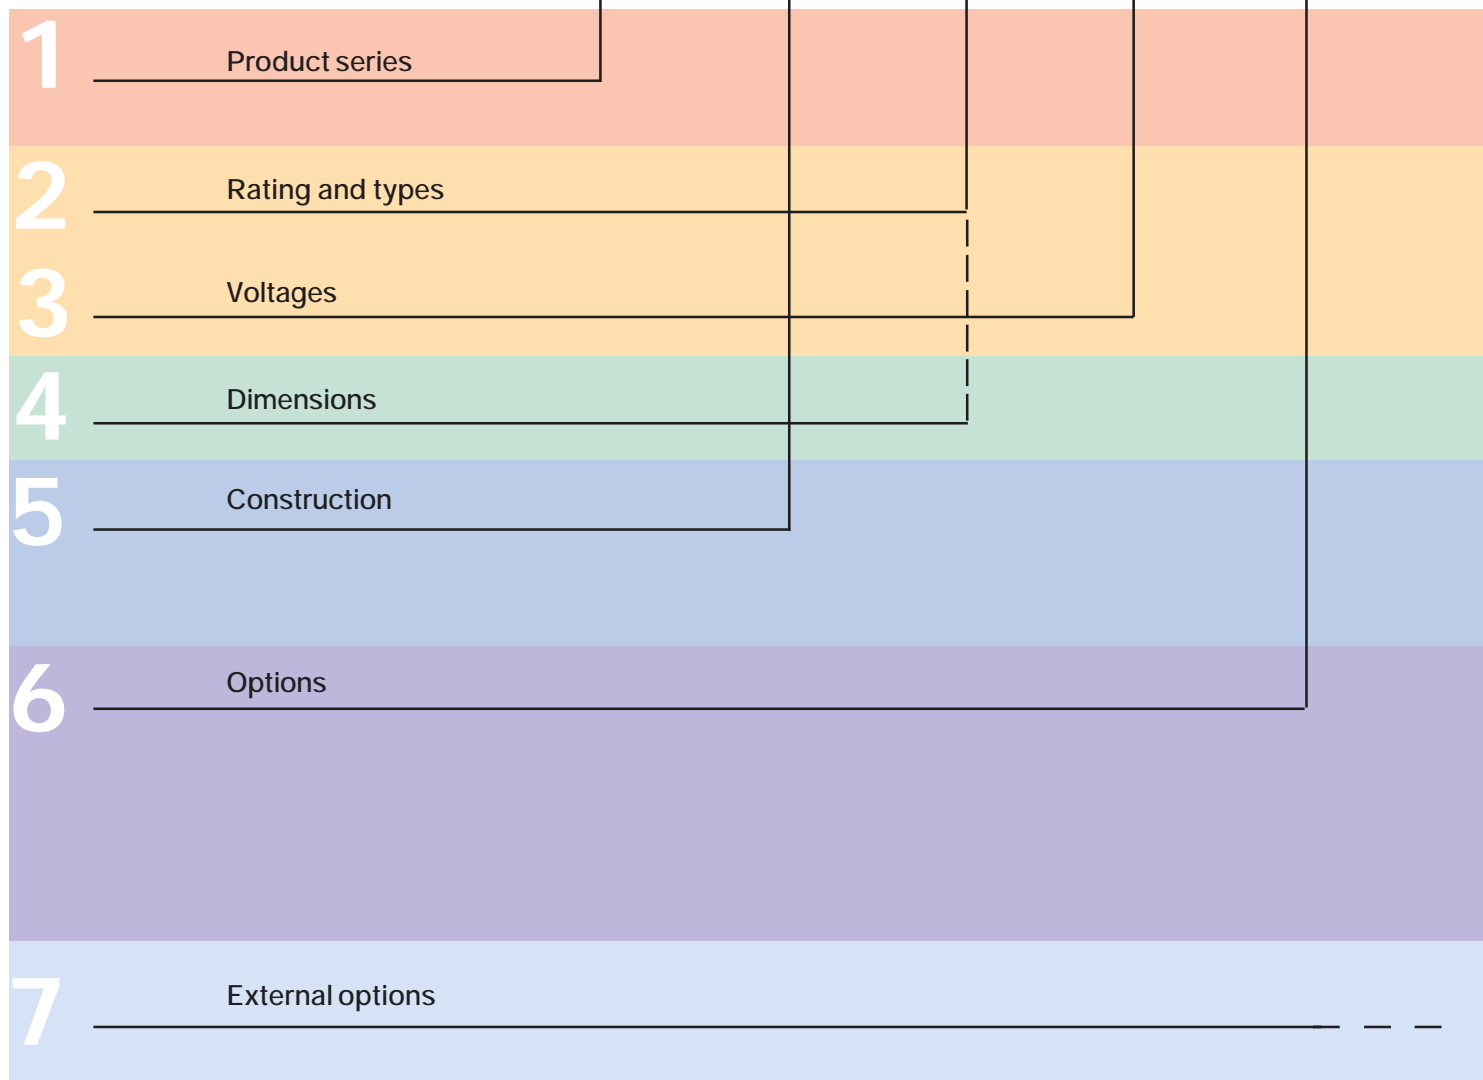 1
Product series
2
Rating and types
3
Voltages
4
Dimensions
5
Construction
6
Options
7
External options